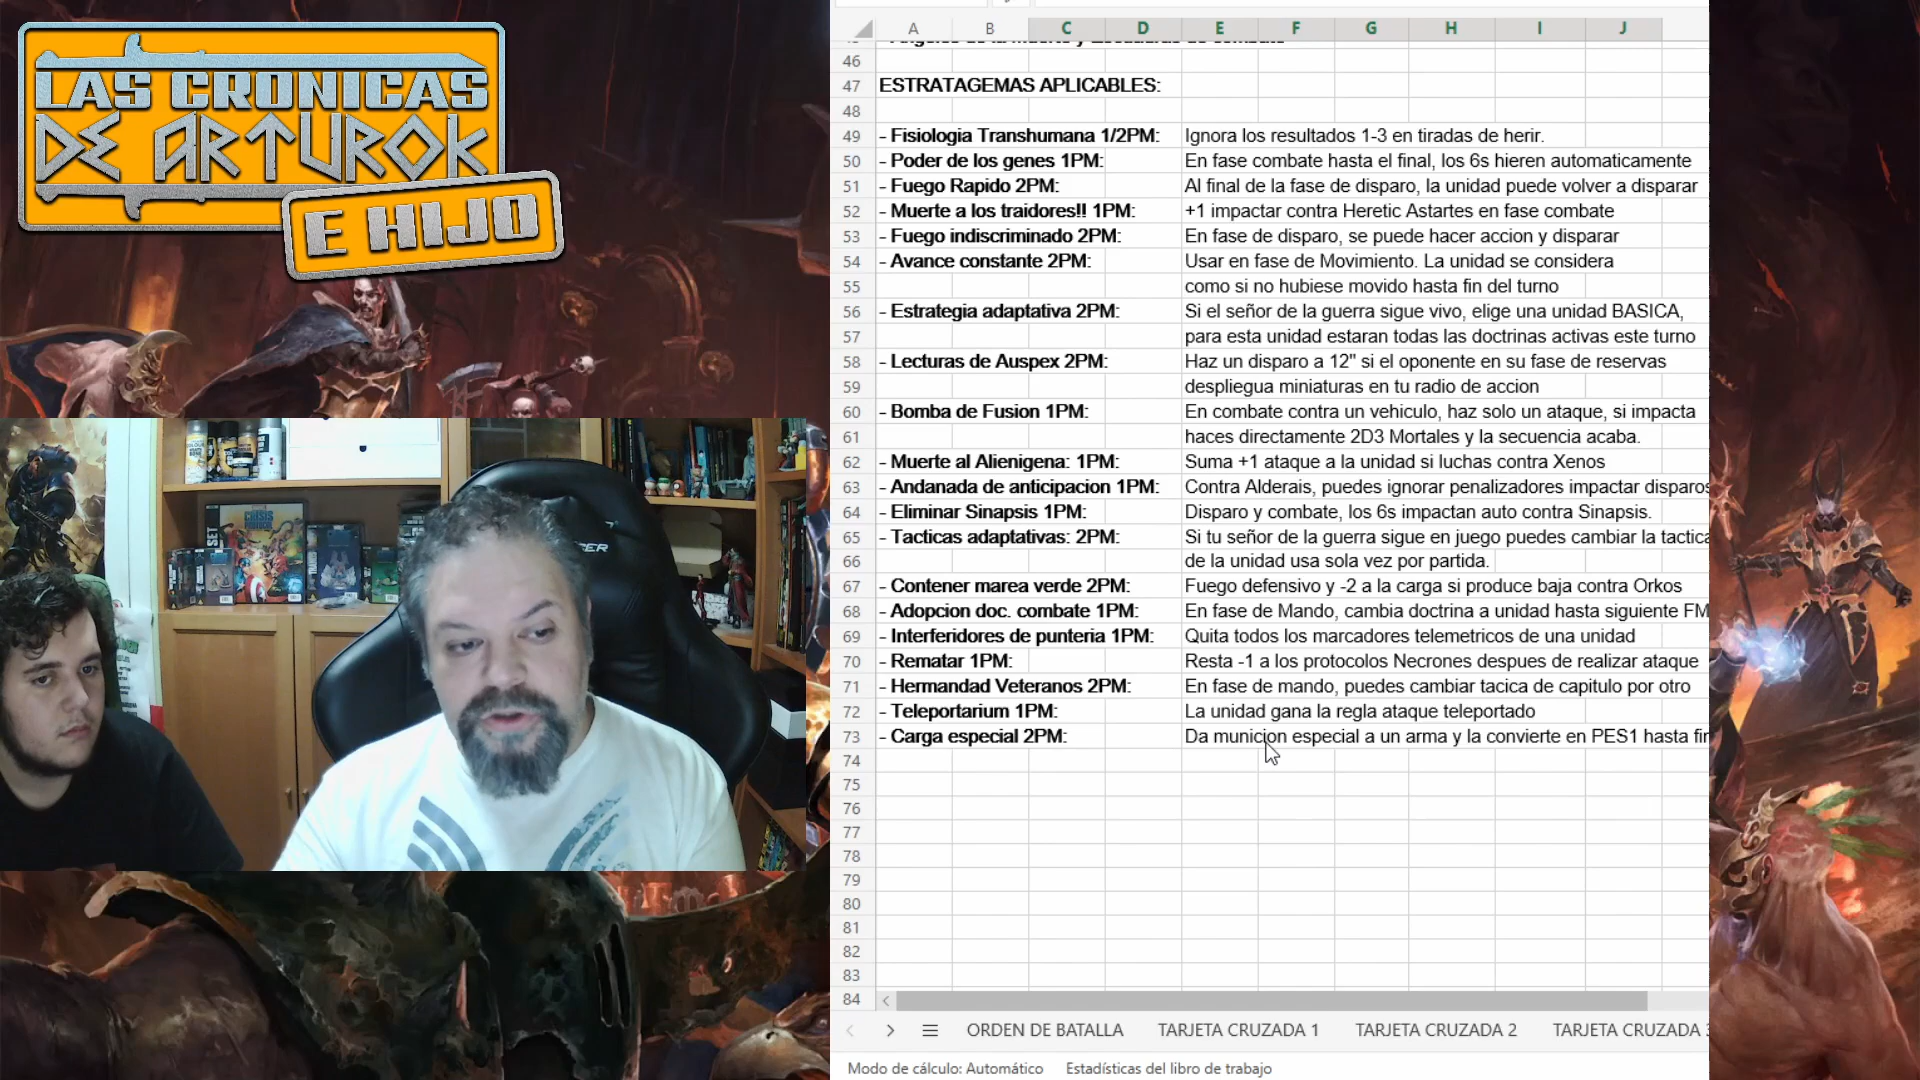 LAS CRONICAS
DE ARTUROK
E HIJO
A B C D E F G H I J
46
47 ESTRATAGEMAS APLICABLES:
48
49 - Fisiologia Transhumana 1/2PM: Ignora los resultados 1-3 en tiradas de herir.
50 - Poder de los genes 1PM: En fase combate hasta el final, los 6s hieren automaticamente
51 - Fuego Rapido 2PM: Al final de la fase de disparo, la unidad puede volver a disparar
52 - Muerte a los traidores!! 1PM: +1 impactar contra Heretic Astartes en fase combate
53 - Fuego indiscriminado 2PM: En fase de disparo, se puede hacer accion y disparar
54 - Avance constante 2PM: Usar en fase de Movimiento. La unidad se considera
55 como si no hubiese movido hasta fin del turno
56 - Estrategia adaptativa 2PM: Si el señor de la guerra sigue vivo, elige una unidad BASICA,
57 para esta unidad estaran todas las doctrinas activas este turno
58 - Lecturas de Auspex 2PM: Haz un disparo a 12" si el oponente en su fase de reservas
59 despliegua miniaturas en tu radio de accion
60 - Bomba de Fusion 1PM: En combate contra un vehiculo, haz solo un ataque, si impacta
61 haces directamente 2D3 Mortales y la secuencia acaba.
62 - Muerte al Alienigena: 1PM: Suma +1 ataque a la unidad si luchas contra Xenos
63 - Andanada de anticipacion 1PM: Contra Alderais, puedes ignorar penalizadores impactar disparos
64 - Eliminar Sinapsis 1PM: Disparo y combate, los 6s impactan auto contra Sinapsis.
65 - Tacticas adaptativas: 2PM: Si tu señor de la guerra sigue en juego puedes cambiar la tactica
66 de la unidad usa sola vez por partida.
67 - Contener marea verde 2PM: Fuego defensivo y -2 a la carga si produce baja contra Orkos
68 - Adopcion doc. combate 1PM: En fase de Mando, cambia doctrina a unidad hasta siguiente FM
69 - Interferidores de punteria 1PM: Quita todos los marcadores telemetricos de una unidad
70 - Rematar 1PM: Resta -1 a los protocolos Necrones despues de realizar ataque
71 - Hermandad Veteranos 2PM: En fase de mando, puedes cambiar tacica de capitulo por otro
72 - Teleportarium 1PM: La unidad gana la regla ataque teleportado
73 - Carga especial 2PM: Da municion especial a un arma y la convierte en PES1 hasta fin
74
75
76
77
78
79
80
81
82
83
84
ORDEN DE BATALLA TARJETA CRUZADA 1 TARJETA CRUZADA 2 TARJETA CRUZADA 3
Modo de cálculo: Automático Estadísticas del libro de trabajo